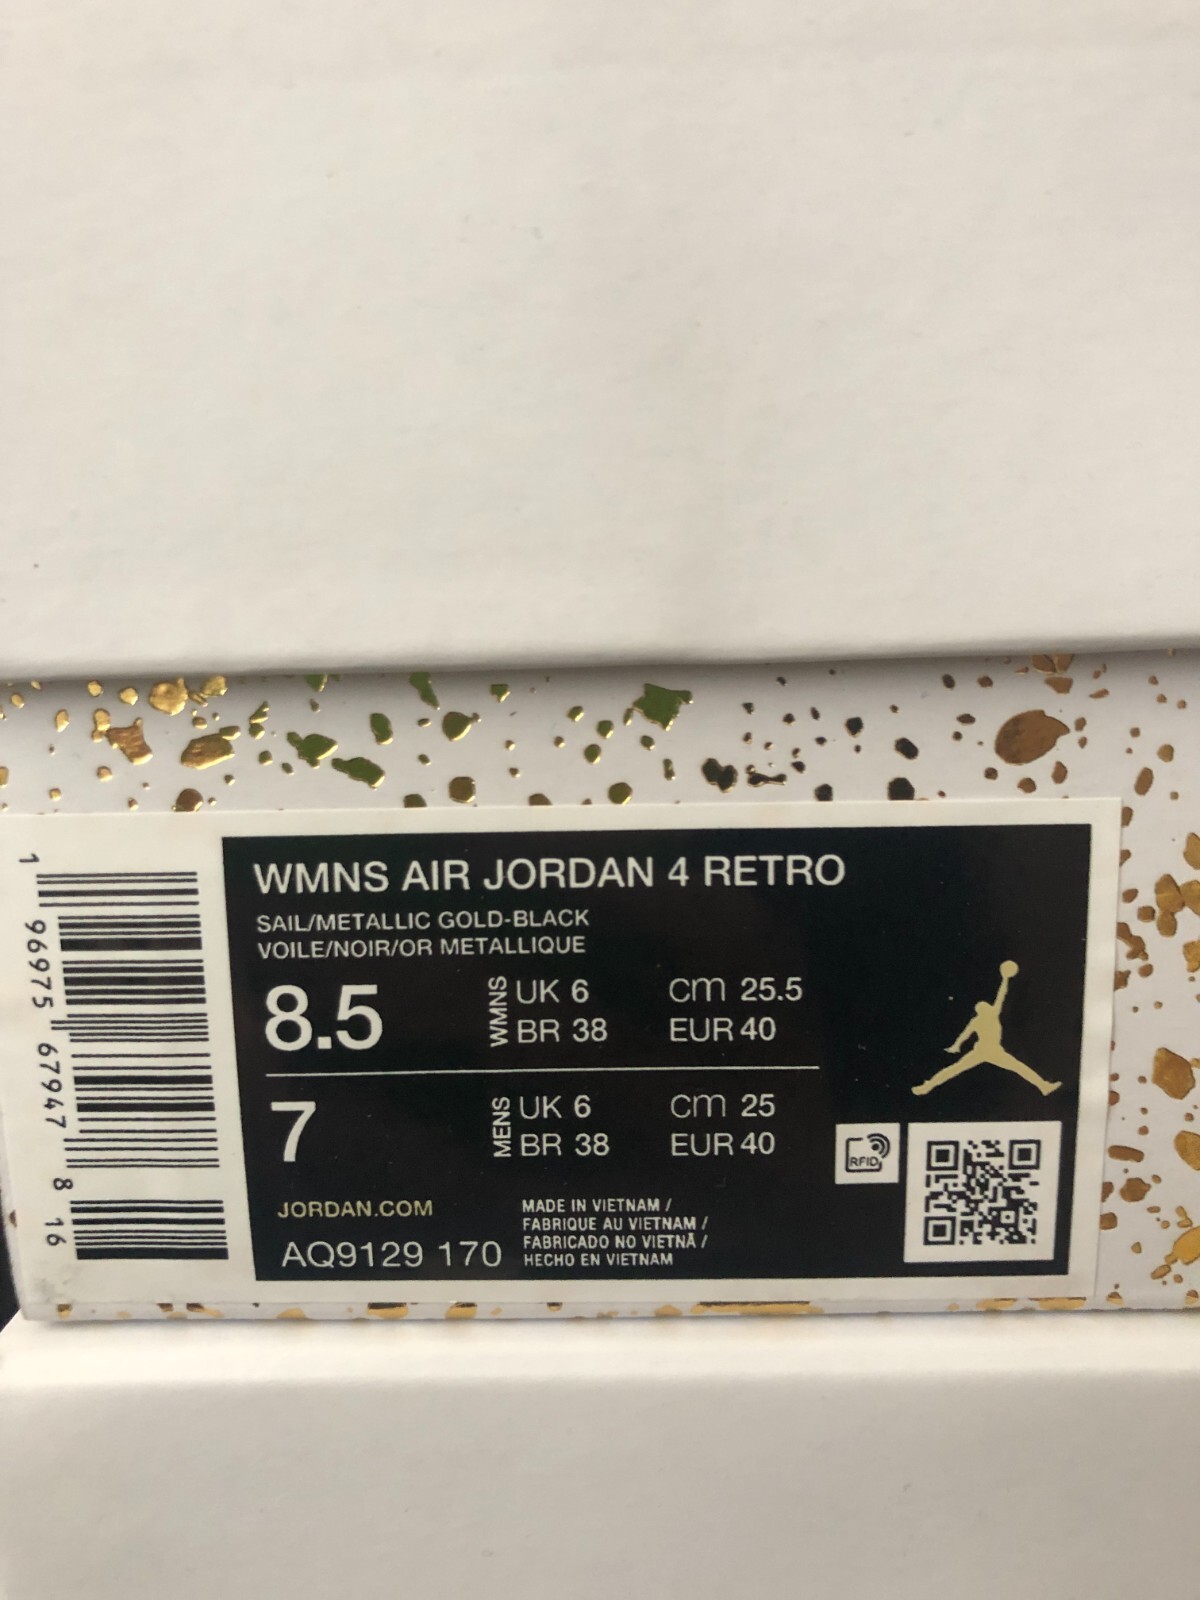 WMNS AIR JORDAN 4 RETRO
SAIL/METALLIC GOLD-BLACK
VOILE/NOIR/OR METALLIQUE
8.5 WMNS UK 6 cm 25.5
BR 38 EUR 40
7 MENS UK 6 cm 25
BR 38 EUR 40
RFID
JORDAN.COM
AQ9129 170
MADE IN VIETNAM /
FABRIQUE AU VIETNAM /
FABRICADO NO VIETNÃ /
HECHO EN VIETNAM
1 96975 67947 8 16